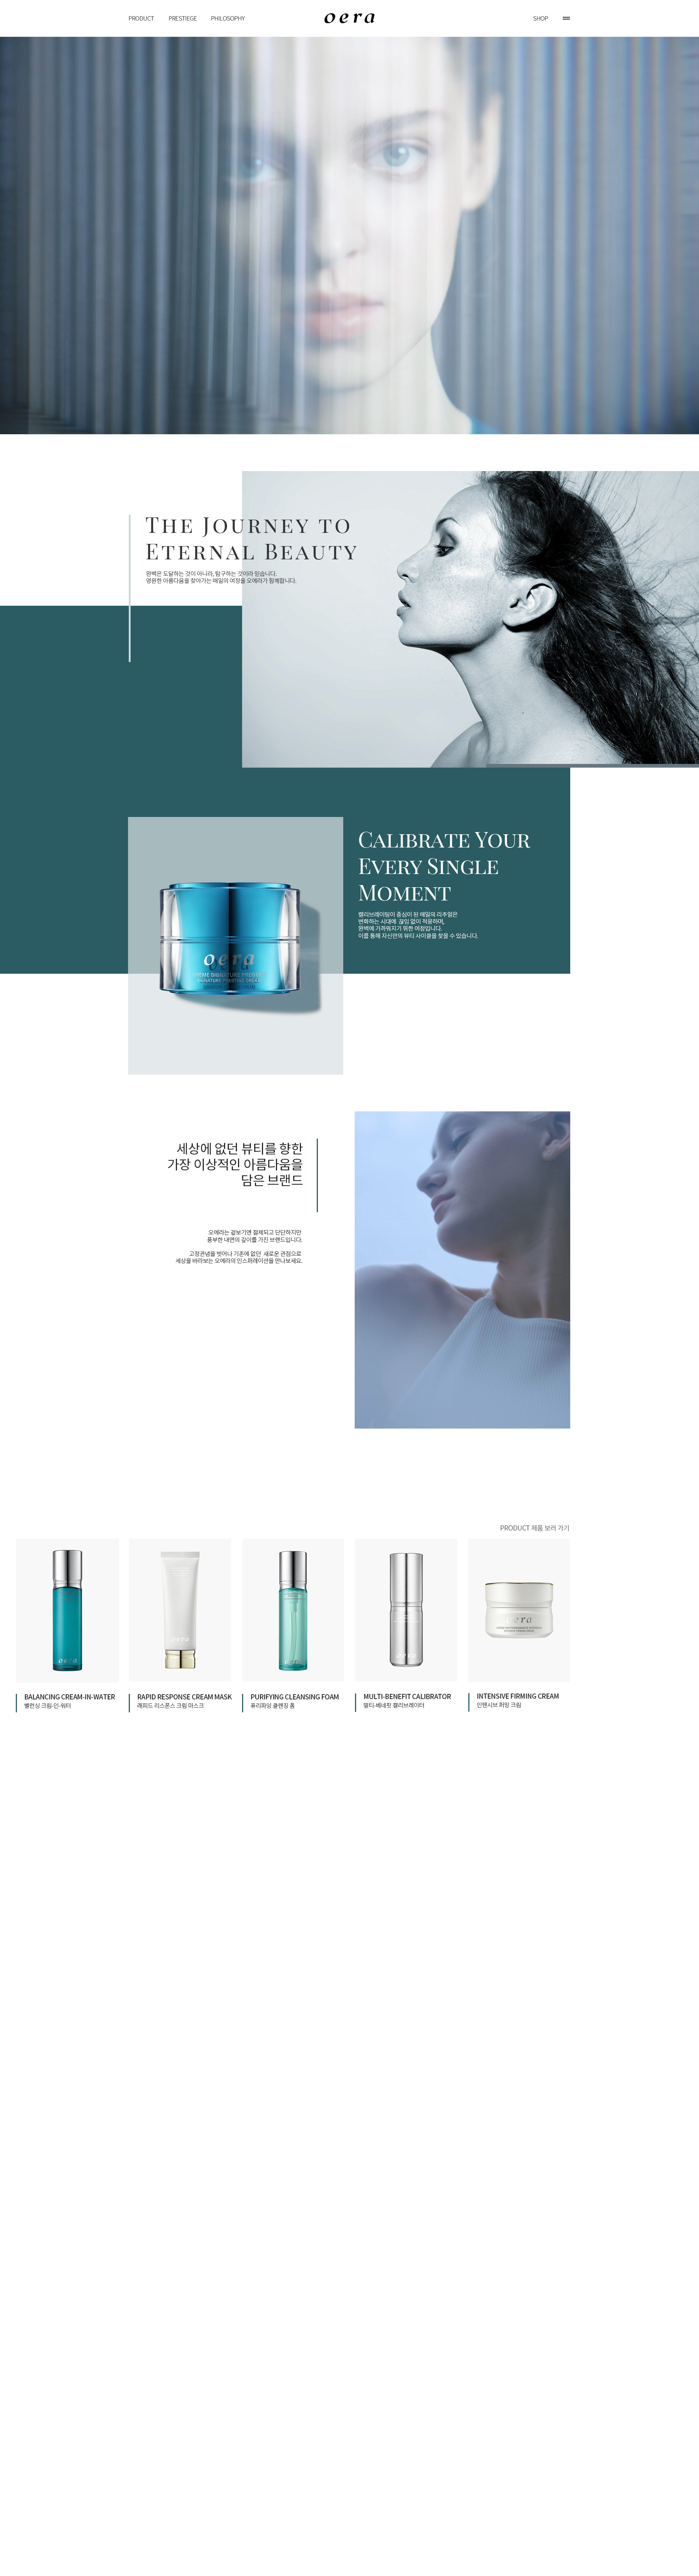 PRODUCT PRESTIEGE PHILOSOPHY oera SHOP
THE JOURNEY TO
ETERNAL BEAUTY
완벽은 도달하는 것이 아니라, 탐구하는 것이라 믿습니다.
영원한 아름다움을 찾아가는 매일의 여정을 오에라가 함께합니다.
CALIBRATE YOUR
EVERY SINGLE
MOMENT
캘리브레이팅이 중심이 된 매일의 리추얼은
변화하는 시대에 끊임 없이 적응하며,
완벽에 가까워지기 위한 여정입니다.
이를 통해 자신만의 뷰티 사이클을 찾을 수 있습니다.
oera
세상에 없던 뷰티를 향한
가장 이상적인 아름다움을
담은 브랜드
오에라는 겉보기엔 절제되고 단단하지만
풍부한 내면의 깊이를 가진 브랜드입니다.
고정관념을 벗어나 기존에 없던 새로운 관점으로
세상을 바라보는 오에라의 인스퍼레이션을 만나보세요.
PRODUCT 제품 보러 가기
oera
oera
BALANCING CREAM-IN-WATER
밸런싱 크림-인-워터
RAPID RESPONSE CREAM MASK
래피드 리스폰스 크림 마스크
PURIFYING CLEANSING FOAM
퓨리파잉 클렌징 폼
MULTI-BENEFIT CALIBRATOR
멀티-베네핏 캘리브레이터
INTENSIVE FIRMING CREAM
인텐시브 퍼밍 크림